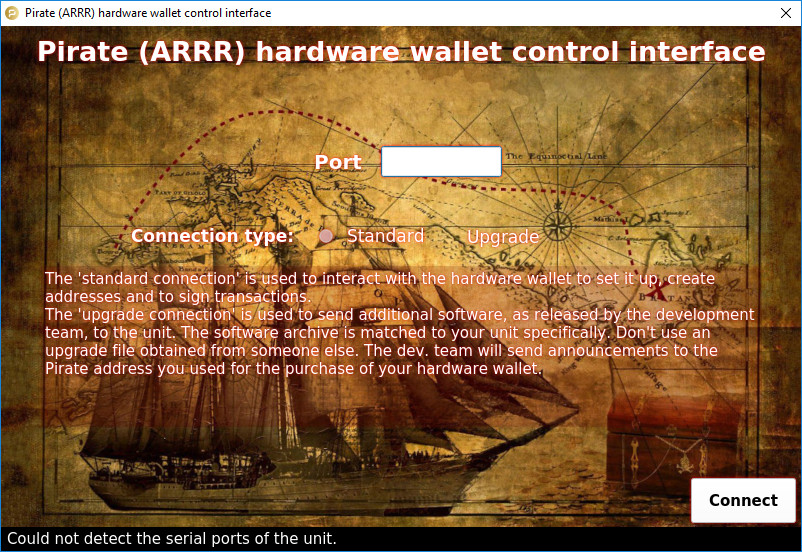 Pirate (ARRR) hardware wallet control interface
Pirate (ARRR) hardware wallet control interface
Port
The Equinoctial Line
Connection type: Standard Upgrade
The 'standard connection' is used to interact with the hardware wallet to set it up, create
addresses and to sign transactions.
The 'upgrade connection' is used to send additional software, as released by the development
team, to the unit. The software archive is matched to your unit specifically. Don't use an
upgrade file obtained from someone else. The dev. team will send announcements to the
Pirate address you used for the purchase of your hardware wallet.
Connect
Could not detect the serial ports of the unit.